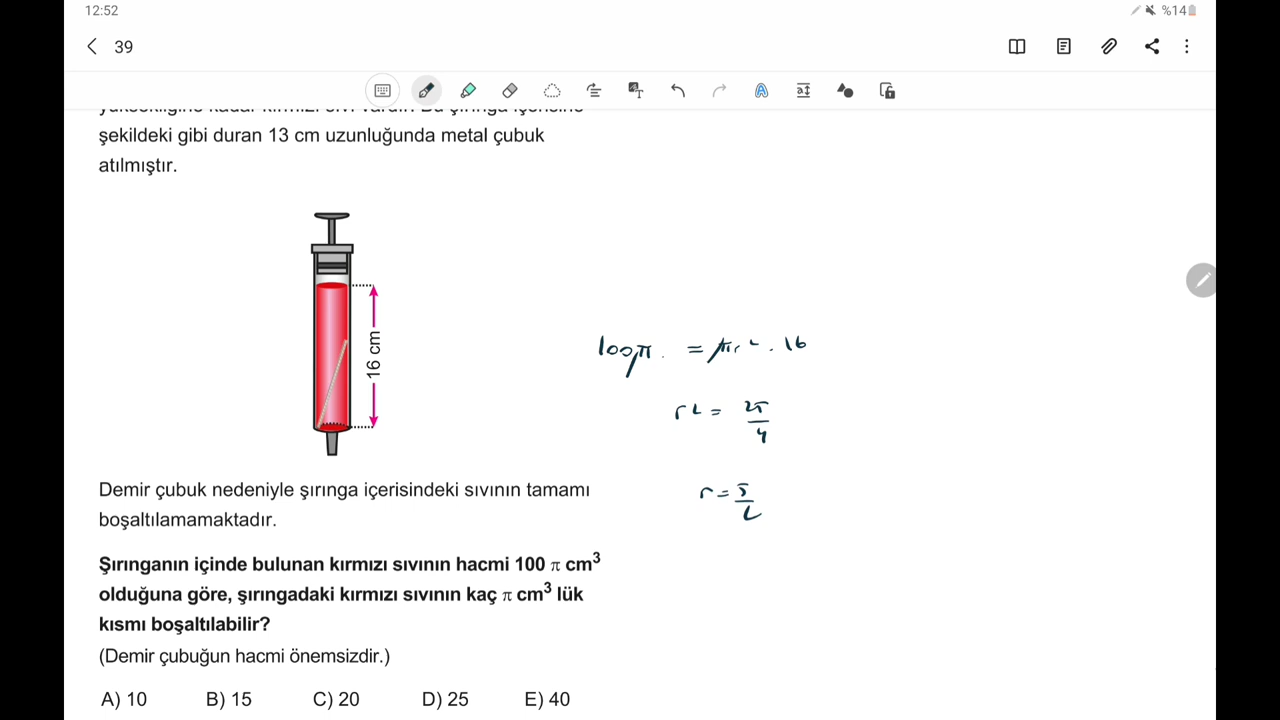 12:52
%14
39
şekildeki gibi duran 13 cm uzunluğunda metal çubuk
atılmıştır.
16 cm
100π = πr² . 16
r² = 25/4
r = 5/2
Demir çubuk nedeniyle şırınga içerisindeki sıvının tamamı
boşaltılamamaktadır.
Şırınganın içinde bulunan kırmızı sıvının hacmi 100 π cm³
olduğuna göre, şırıngadaki kırmızı sıvının kaç π cm³ lük
kısmı boşaltılabilir?
(Demir çubuğun hacmi önemsizdir.)
A) 10 B) 15 C) 20 D) 25 E) 40